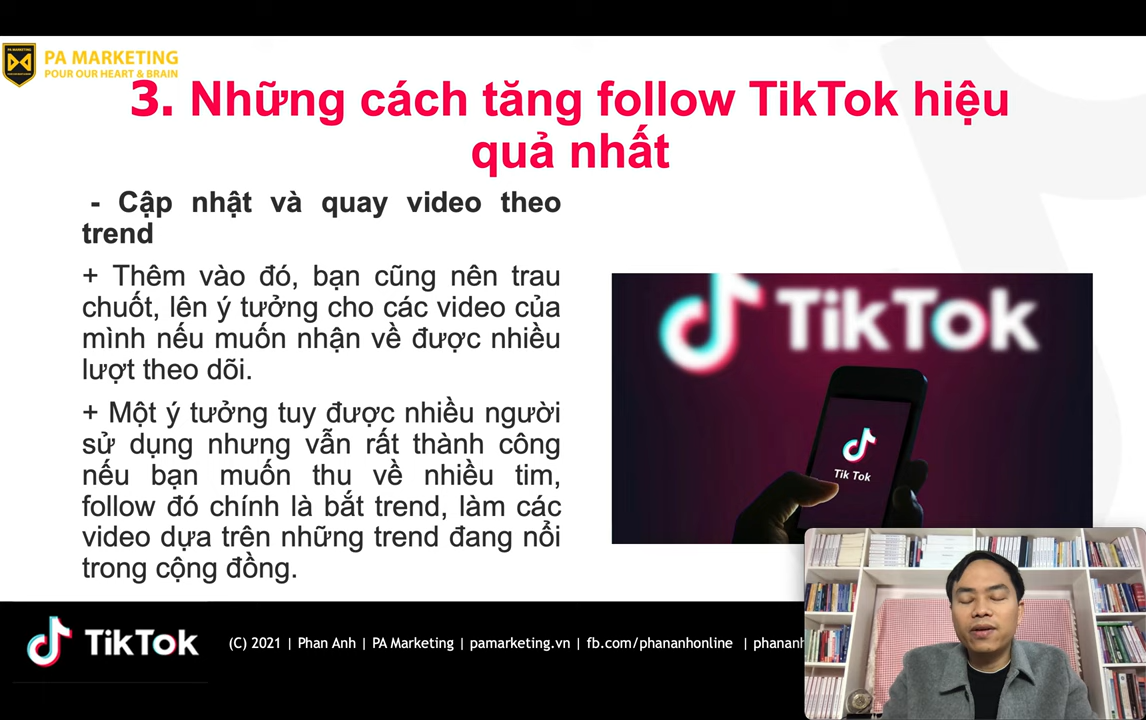 PA MARKETING
POUR OUR HEART & BRAIN
3. Những cách tăng follow TikTok hiệu
quả nhất
- Cập nhật và quay video theo
trend
+ Thêm vào đó, bạn cũng nên trau
chuốt, lên ý tưởng cho các video của
mình nếu muốn nhận về được nhiều
lượt theo dõi.
+ Một ý tưởng tuy được nhiều người
sử dụng nhưng vẫn rất thành công
nếu bạn muốn thu về nhiều tim,
follow đó chính là bắt trend, làm các
video dựa trên những trend đang nổi
trong cộng đồng.
TikTok
Tik Tok
TikTok
(C) 2021 | Phan Anh | PA Marketing | pamarketing.vn | fb.com/phananhonline | phananh